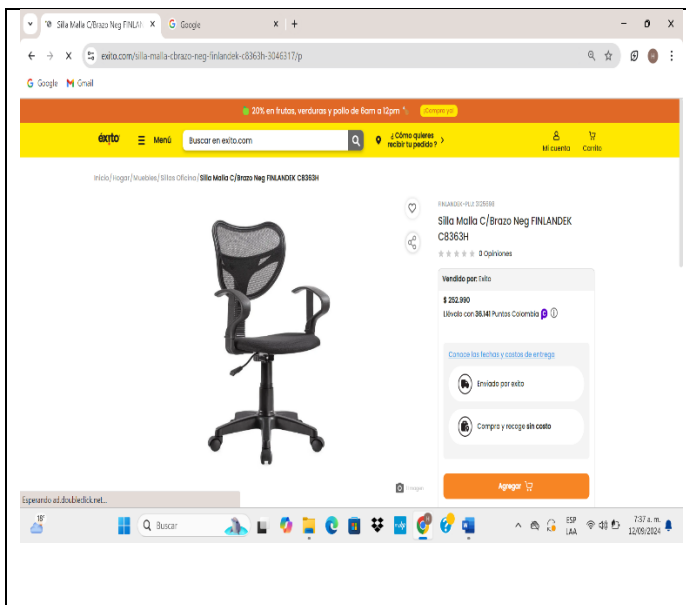 Silla Malla C/Brazo Neg FINLAN
Google
exito.com/silla-malla-cbrazo-neg-finlandek-c8363h-3046317/p
Google Gmail
20% en frutas, verduras y pollo de 6am a 12pm ¡Compra ya!
éxito Menú Buscar en exito.com ¿Cómo quieres recibir tu pedido? Mi cuenta Carrito
Inicio/Hogar/Muebles/Sillas Oficina/Silla Malla C/Brazo Neg FINLANDEK C8363H
Silla Malla C/Brazo Neg FINLANDEK
C8363H
0 Opiniones
Vendido por: Exito
$ 252.990
Llévalo con 36.141 Puntos Colombia
Conoce las fechas y costos de entrega
Enviado por exito
Compra y recoge sin costo
Agregar
Esperando ad.doubleclick.net...
18°
Buscar
ESP
LAA
7:37 a. m.
12/09/2024